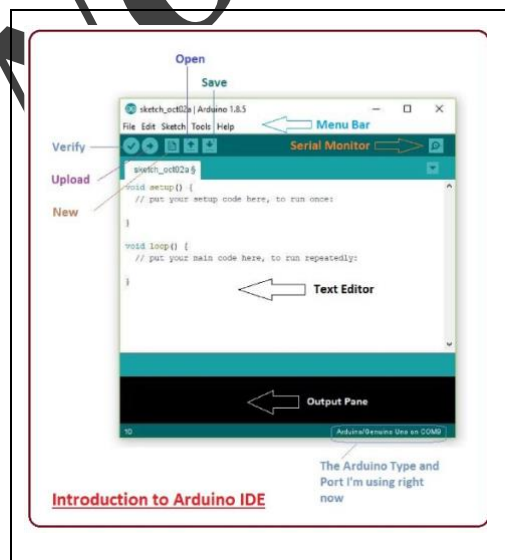 Open
Save
sketch_oct02a | Arduino 1.8.5
File Edit Sketch Tools Help
Menu Bar
Verify
Serial Monitor
Upload
sketch_oct02a §
New
void setup() {
// put your setup code here, to run once:
}
void loop() {
// put your main code here, to run repeatedly:
}
Text Editor
Output Pane
10
Arduino/Genuino Uno on COM9
The Arduino Type and
Port I'm using right
now
Introduction to Arduino IDE